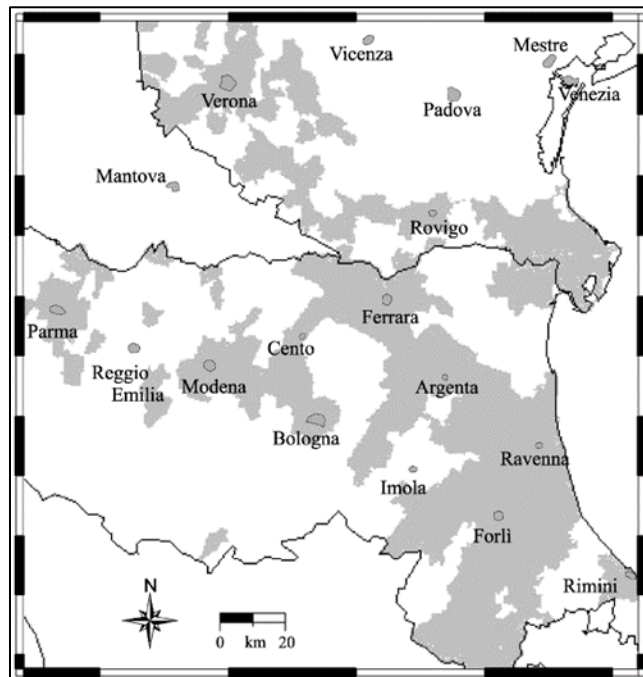 Vicenza
Mestre
Verona
Padova
Venezia
Mantova
Rovigo
Parma
Ferrara
Cento
Reggio
Emilia
Modena
Argenta
Bologna
Ravenna
Imola
Forlì
Rimini
N
0 km 20